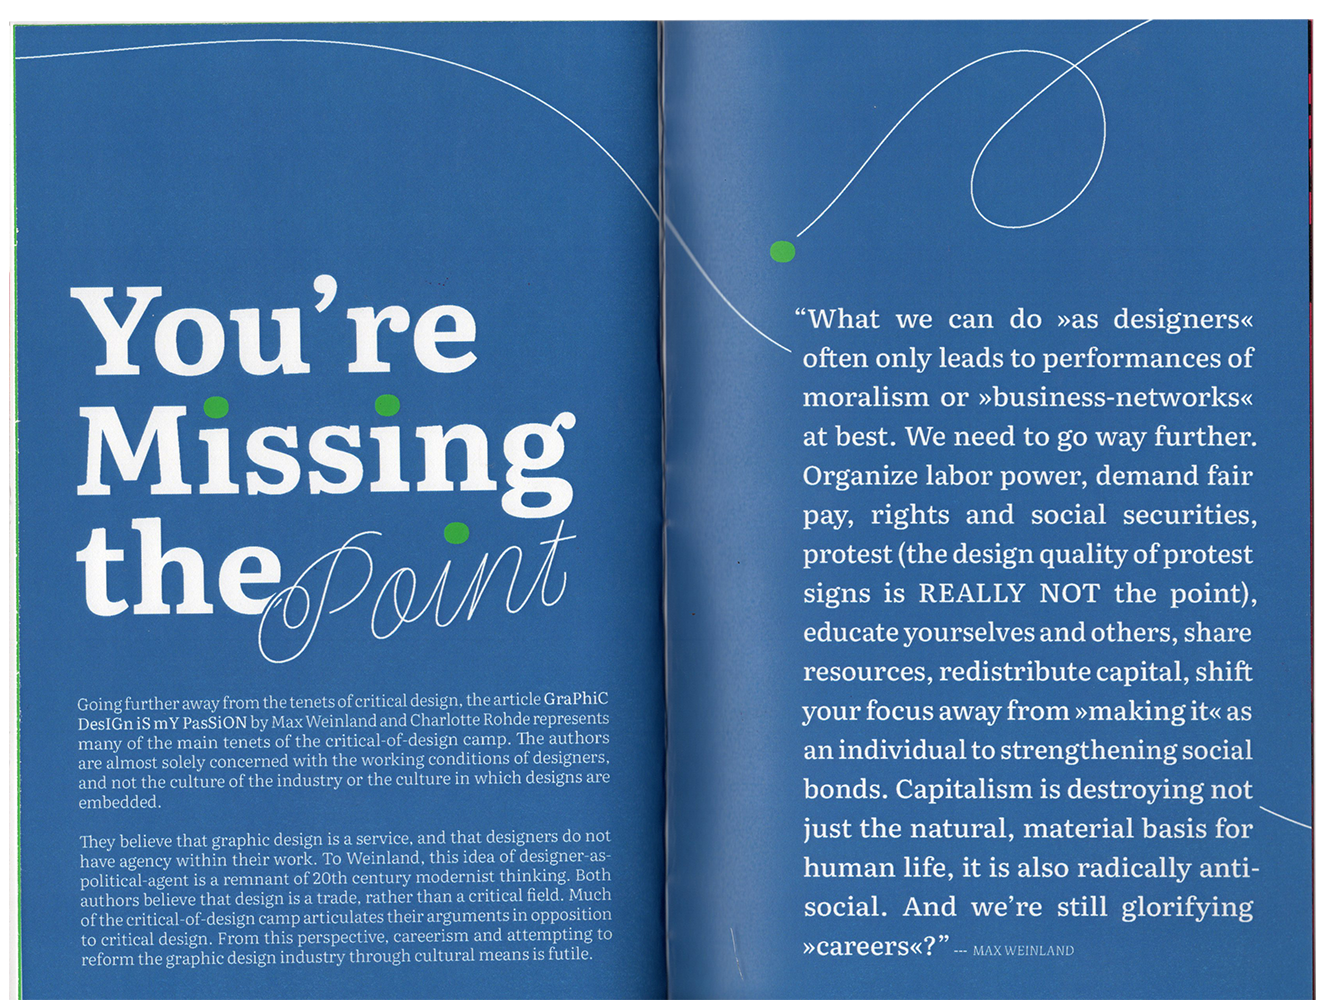 You’re
Missing
the Point
Going further away from the tenets of critical design, the article GraPhiC
DesIGn iS mY PasSiON by Max Weinland and Charlotte Rohde represents
many of the main tenets of the critical-of-design camp. The authors
are almost solely concerned with the working conditions of designers,
and not the culture of the industry or the culture in which designs are
embedded.
They believe that graphic design is a service, and that designers do not
have agency within their work. To Weinland, this idea of designer-as-
political-agent is a remnant of 20th century modernist thinking. Both
authors believe that design is a trade, rather than a critical field. Much
of the critical-of-design camp articulates their arguments in opposition
to critical design. From this perspective, careerism and attempting to
reform the graphic design industry through cultural means is futile.
“What we can do »as designers«
often only leads to performances of
moralism or »business-networks«
at best. We need to go way further.
Organize labor power, demand fair
pay, rights and social securities,
protest (the design quality of protest
signs is REALLY NOT the point),
educate yourselves and others, share
resources, redistribute capital, shift
your focus away from »making it« as
an individual to strengthening social
bonds. Capitalism is destroying not
just the natural, material basis for
human life, it is also radically anti-
social. And we’re still glorifying
»careers«?” --- MAX WEINLAND